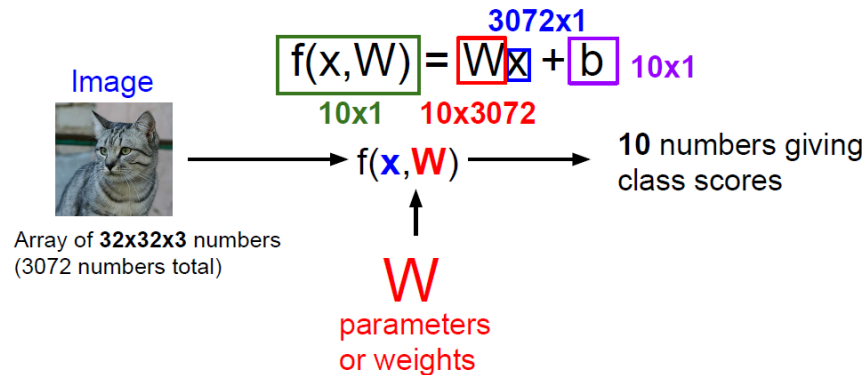 3072x1
f(x,W) = Wx + b
10x1
10x1 10x3072
Image
f(x,W)
10 numbers giving
class scores
Array of 32x32x3 numbers
(3072 numbers total)
W
parameters
or weights